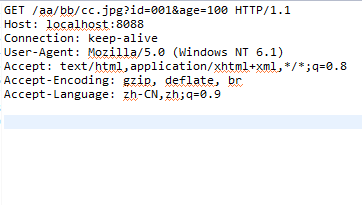 GET /aa/bb/cc.jpg?id=001&age=100 HTTP/1.1
Host: localhost:8088
Connection: keep-alive
User-Agent: Mozilla/5.0 (Windows NT 6.1)
Accept: text/html,application/xhtml+xml,*/*;q=0.8
Accept-Encoding: gzip, deflate, br
Accept-Language: zh-CN,zh;q=0.9